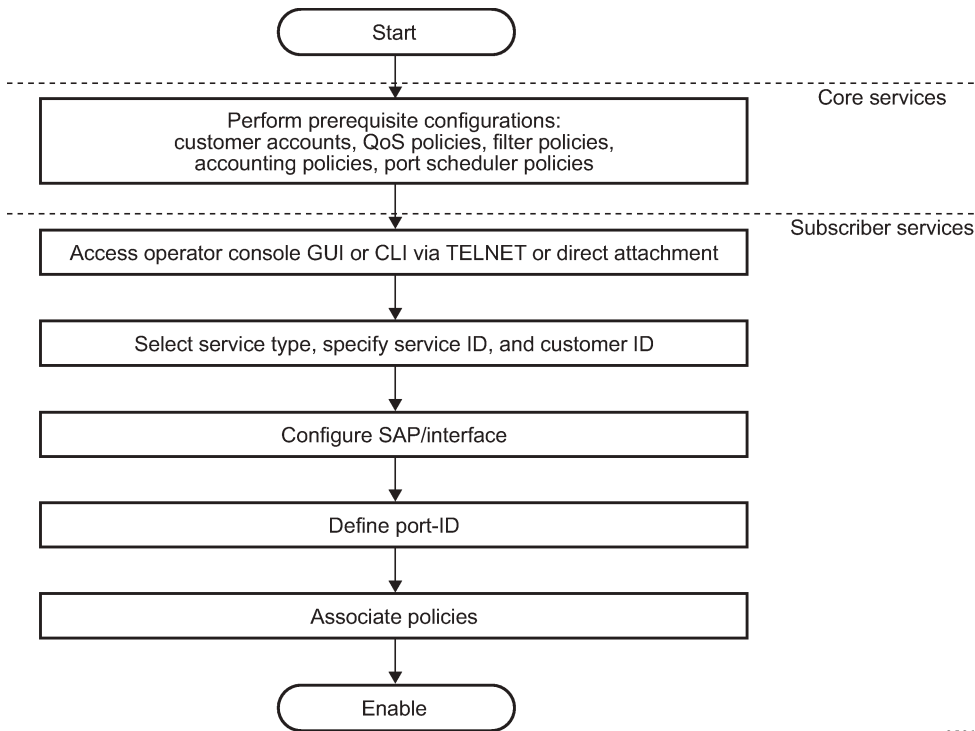 Start
Core services
Perform prerequisite configurations:
customer accounts, QoS policies, filter policies,
accounting policies, port scheduler policies
Subscriber services
Access operator console GUI or CLI via TELNET or direct attachment
Select service type, specify service ID, and customer ID
Configure SAP/interface
Define port-ID
Associate policies
Enable